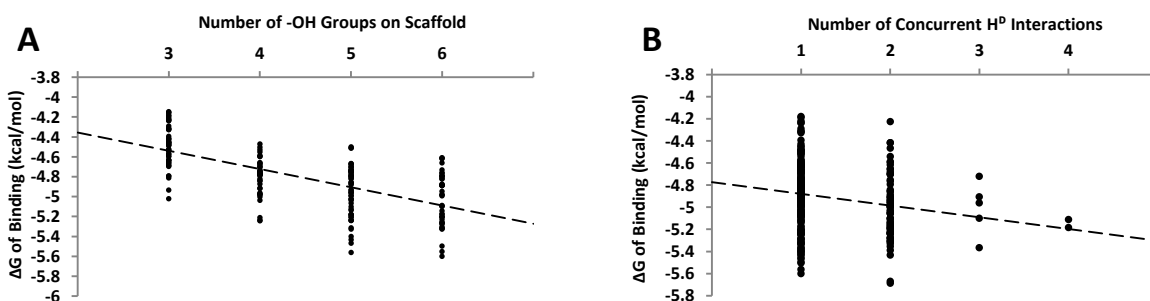 A
Number of -OH Groups on Scaffold
3 4 5 6
ΔG of Binding (kcal/mol)
-3.8
-4
-4.2
-4.4
-4.6
-4.8
-5
-5.2
-5.4
-5.6
-5.8
-6
B
Number of Concurrent Hᴰ Interactions
1 2 3 4
ΔG of Binding (kcal/mol)
-3.8
-4
-4.2
-4.4
-4.6
-4.8
-5
-5.2
-5.4
-5.6
-5.8